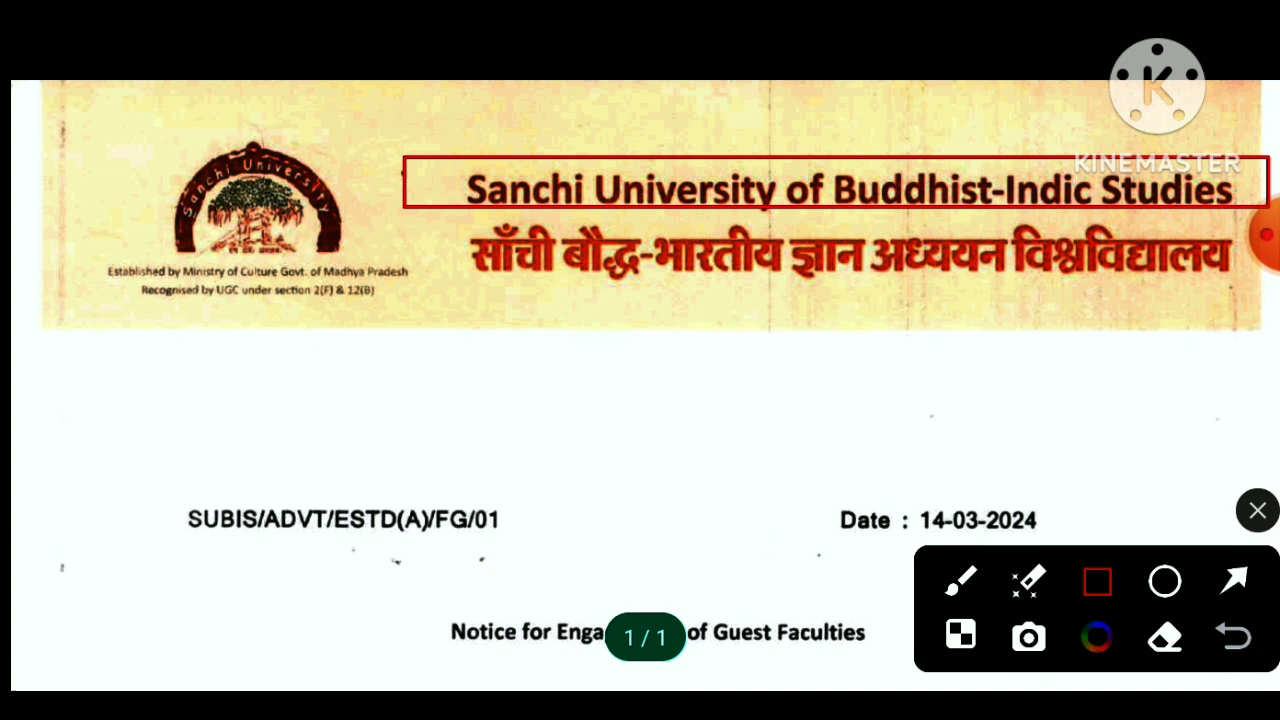 KINEMASTER
Sanchi University
Sanchi University of Buddhist-Indic Studies
साँची बौद्ध-भारतीय ज्ञान अध्ययन विश्वविद्यालय
Established by Ministry of Culture Govt. of Madhya Pradesh
Recognised by UGC under section 2(F) & 12(B)
SUBIS/ADVT/ESTD(A)/FG/01
Date : 14-03-2024
Notice for Enga of Guest Faculties
1 / 1